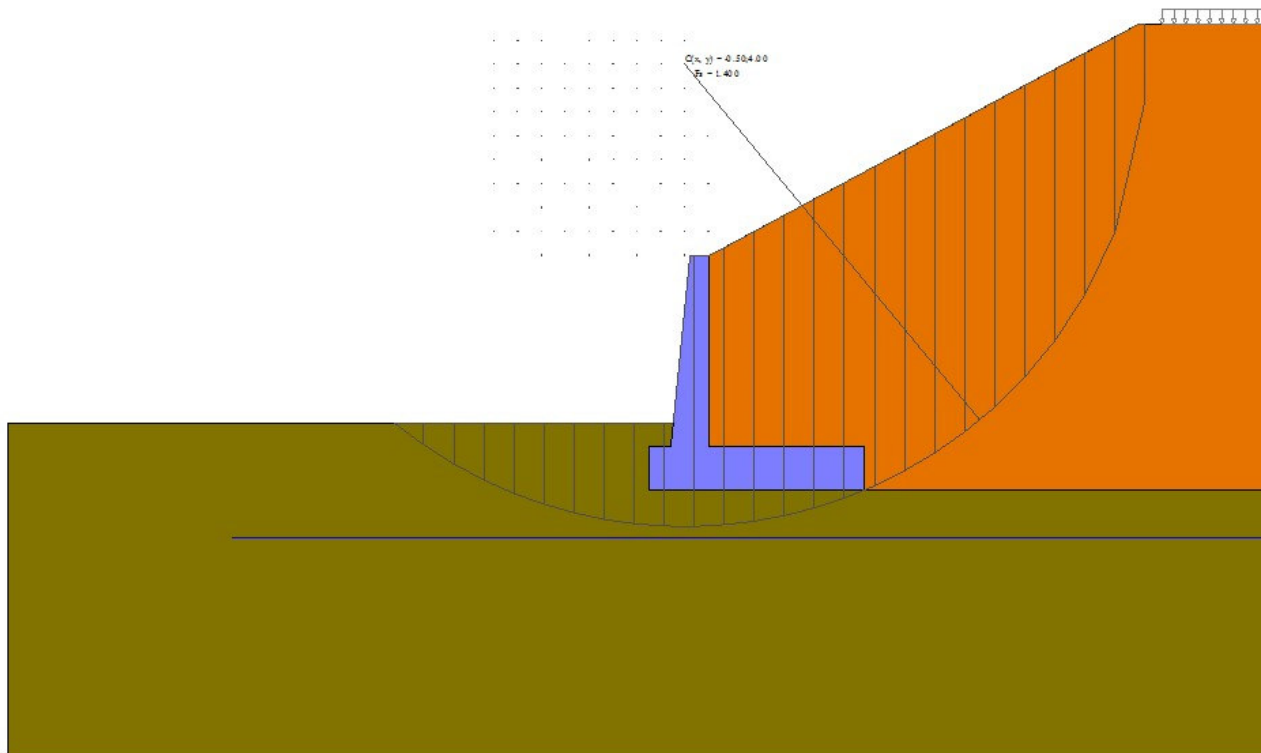 C(x, y) = -0.50;4.00
Fs = 1.400